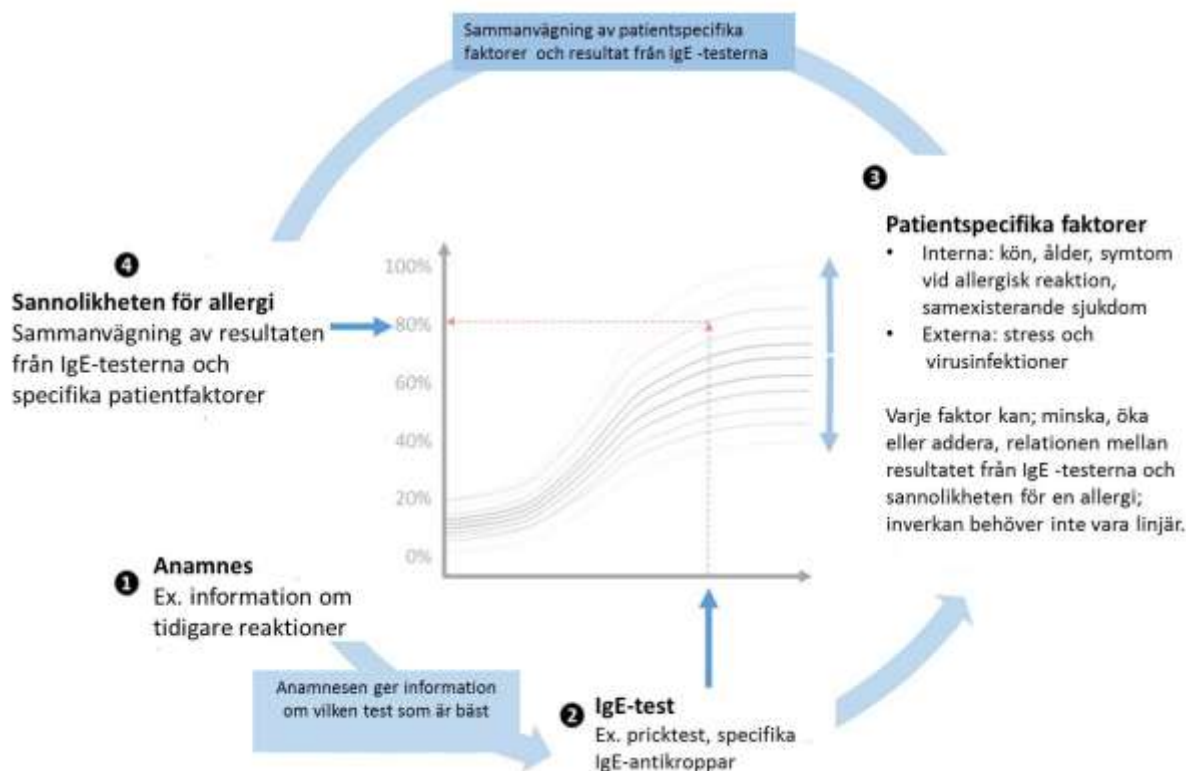 Sammanvägning av patientspecifika
faktorer och resultat från IgE -testerna
❸
Patientspecifika faktorer
• Interna: kön, ålder, symtom
vid allergisk reaktion,
samexisterande sjukdom
• Externa: stress och
virusinfektioner
Varje faktor kan; minska, öka
eller addera, relationen mellan
resultatet från IgE -testerna och
sannolikheten för en allergi;
inverkan behöver inte vara linjär.
❹
Sannolikheten för allergi
Sammanvägning av resultaten
från IgE-testerna och
specifika patientfaktorer
100%
80%
60%
40%
20%
0%
❶
Anamnes
Ex. information om
tidigare reaktioner
Anamnesen ger information
om vilken test som är bäst
❷
IgE-test
Ex. pricktest, specifika
IgE-antikroppar